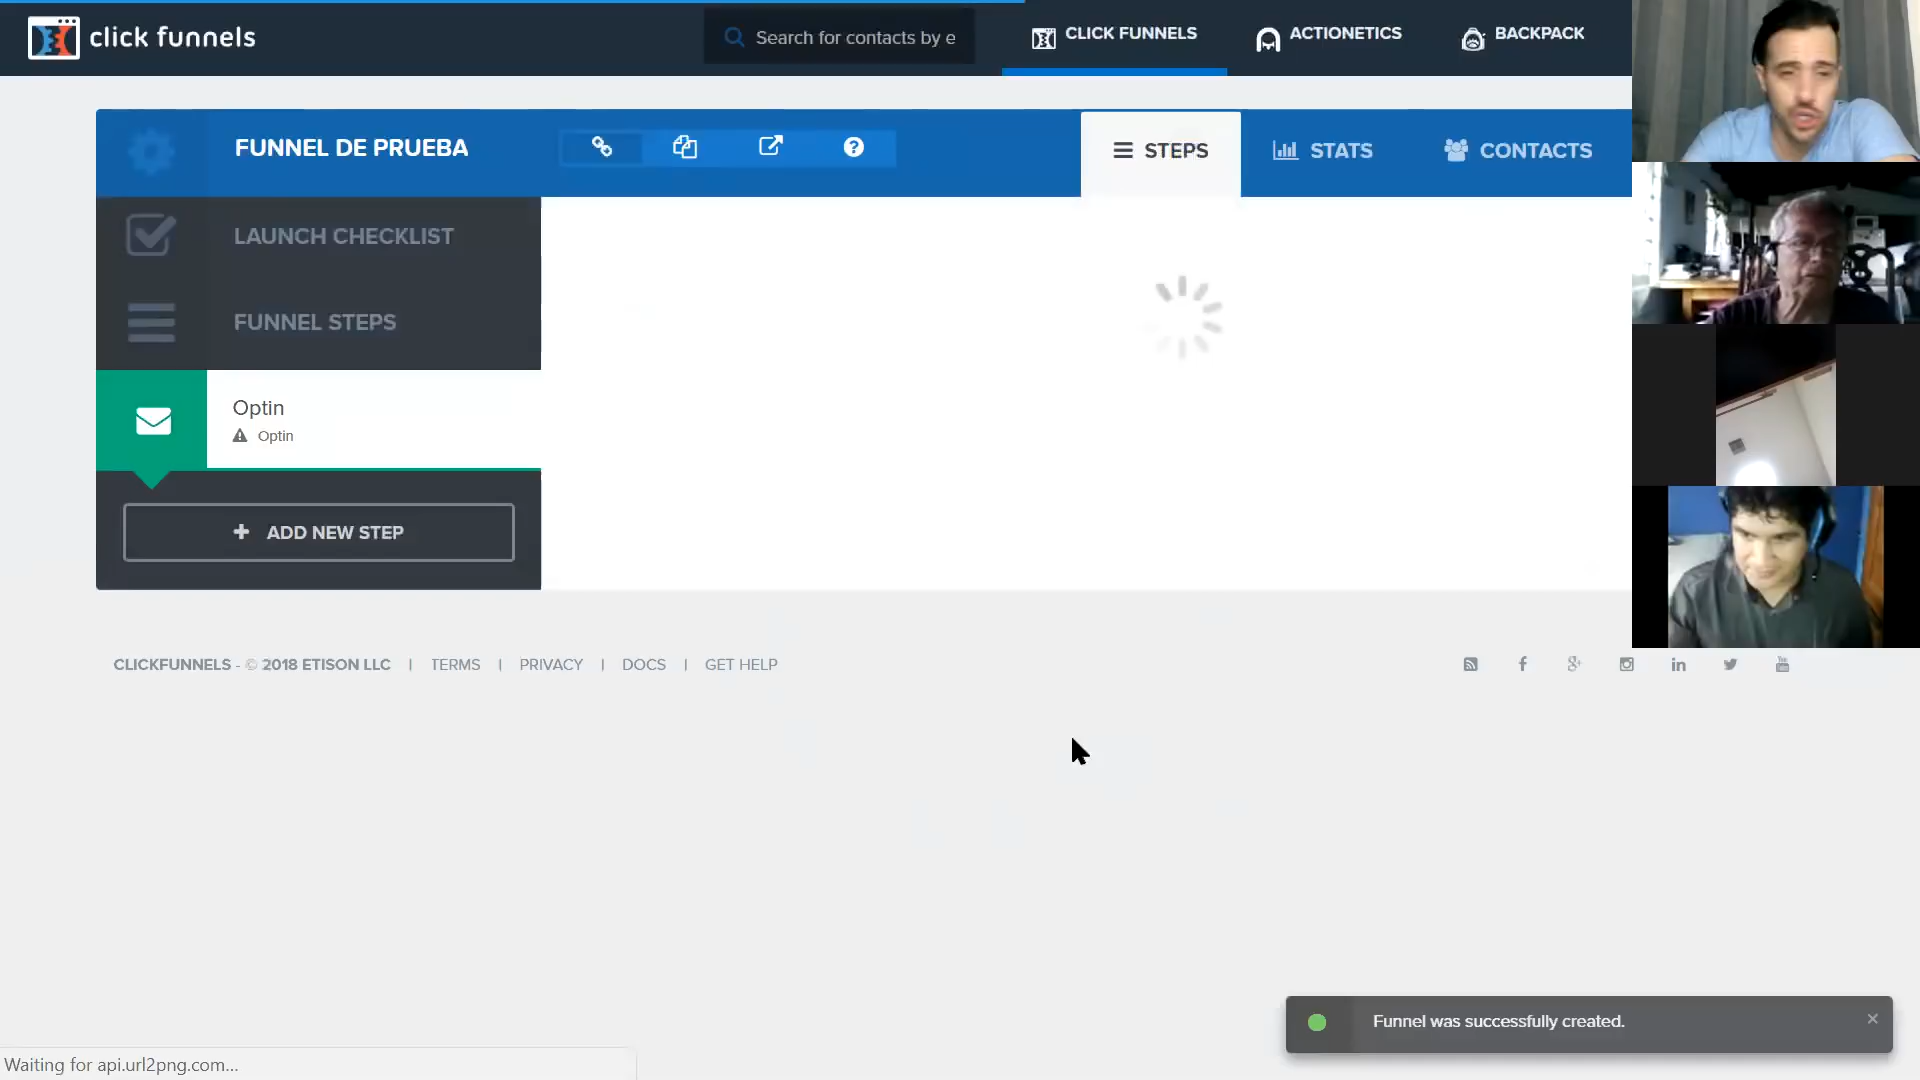 click funnels
Search for contacts by e
CLICK FUNNELS
ACTIONETICS
BACKPACK
FUNNEL DE PRUEBA
STEPS
STATS
CONTACTS
LAUNCH CHECKLIST
FUNNEL STEPS
Optin
Optin
+ ADD NEW STEP
CLICKFUNNELS - © 2018 ETISON LLC | TERMS | PRIVACY | DOCS | GET HELP
Funnel was successfully created.
Waiting for api.url2png.com...